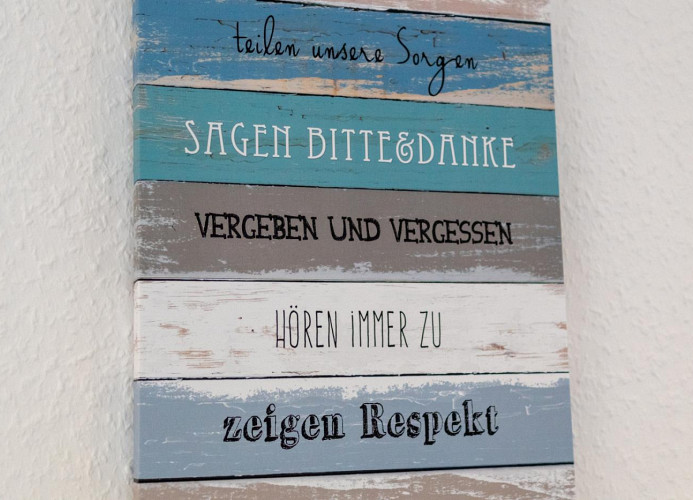 teilen unsere Sorgen
SAGEN BITTE&DANKE
VERGEBEN UND VERGESSEN
HÖREN iMMER ZU
zeigen Respekt